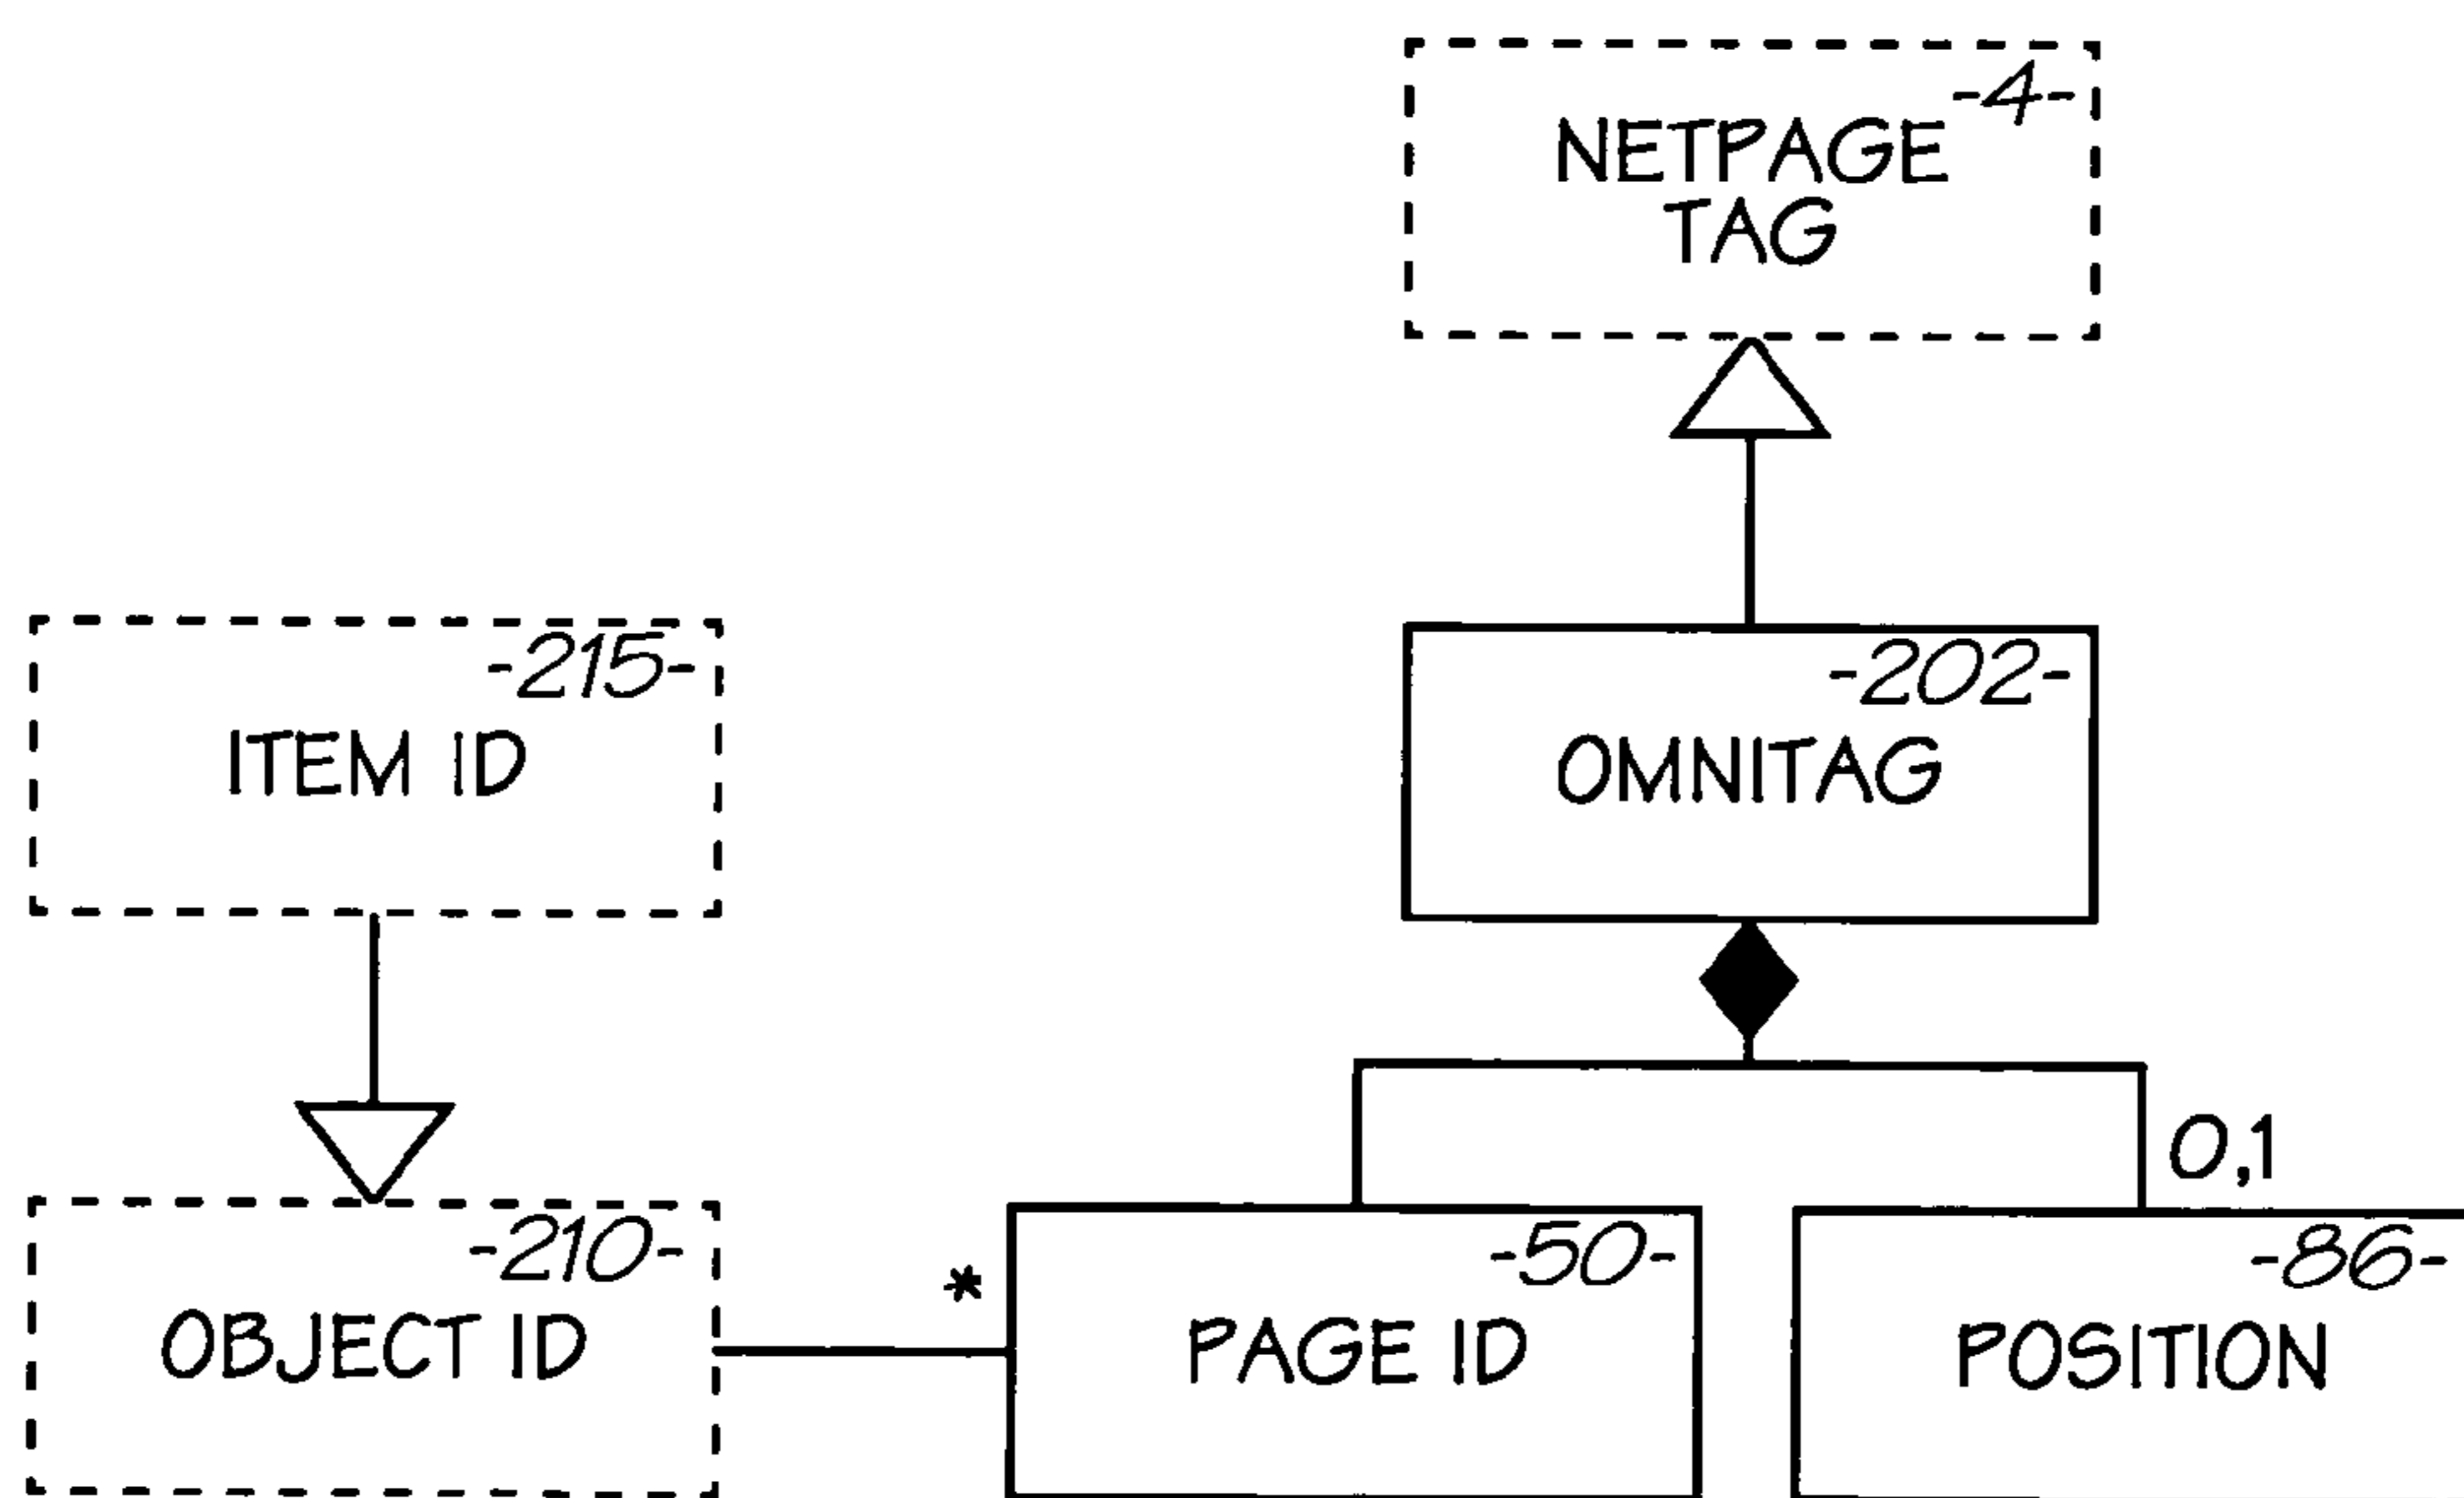 -4-
NETPAGE
TAG
-215-
ITEM ID
-202-
OMNITAG
0,1
-210-
OBJECT ID
*
-50-
PAGE ID
-86-
POSITION